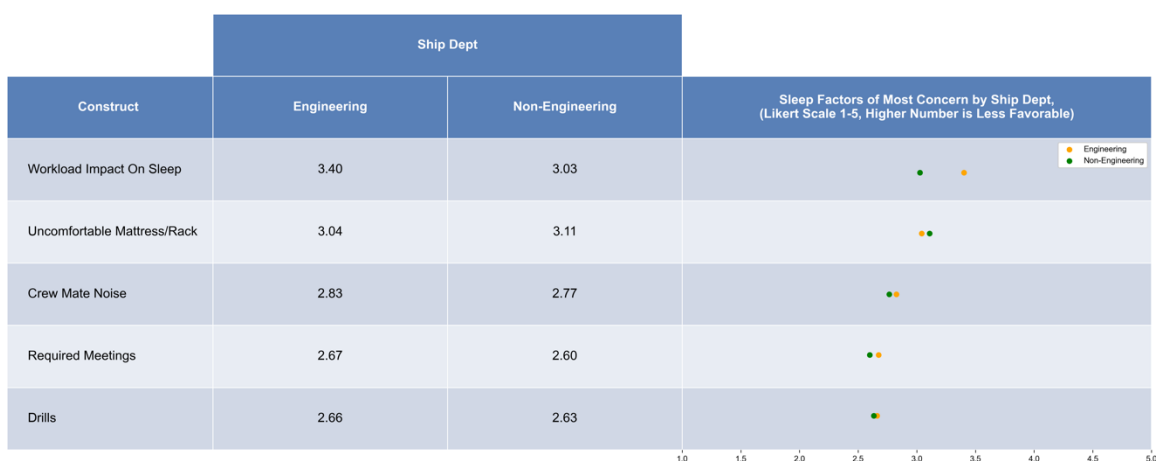 Ship Dept
Construct
Engineering
Non-Engineering
Sleep Factors of Most Concern by Ship Dept,
(Likert Scale 1-5, Higher Number is Less Favorable)
Engineering
Non-Engineering
Workload Impact On Sleep
3.40
3.03
Uncomfortable Mattress/Rack
3.04
3.11
Crew Mate Noise
2.83
2.77
Required Meetings
2.67
2.60
Drills
2.66
2.63
1.0 1.5 2.0 2.5 3.0 3.5 4.0 4.5 5.0